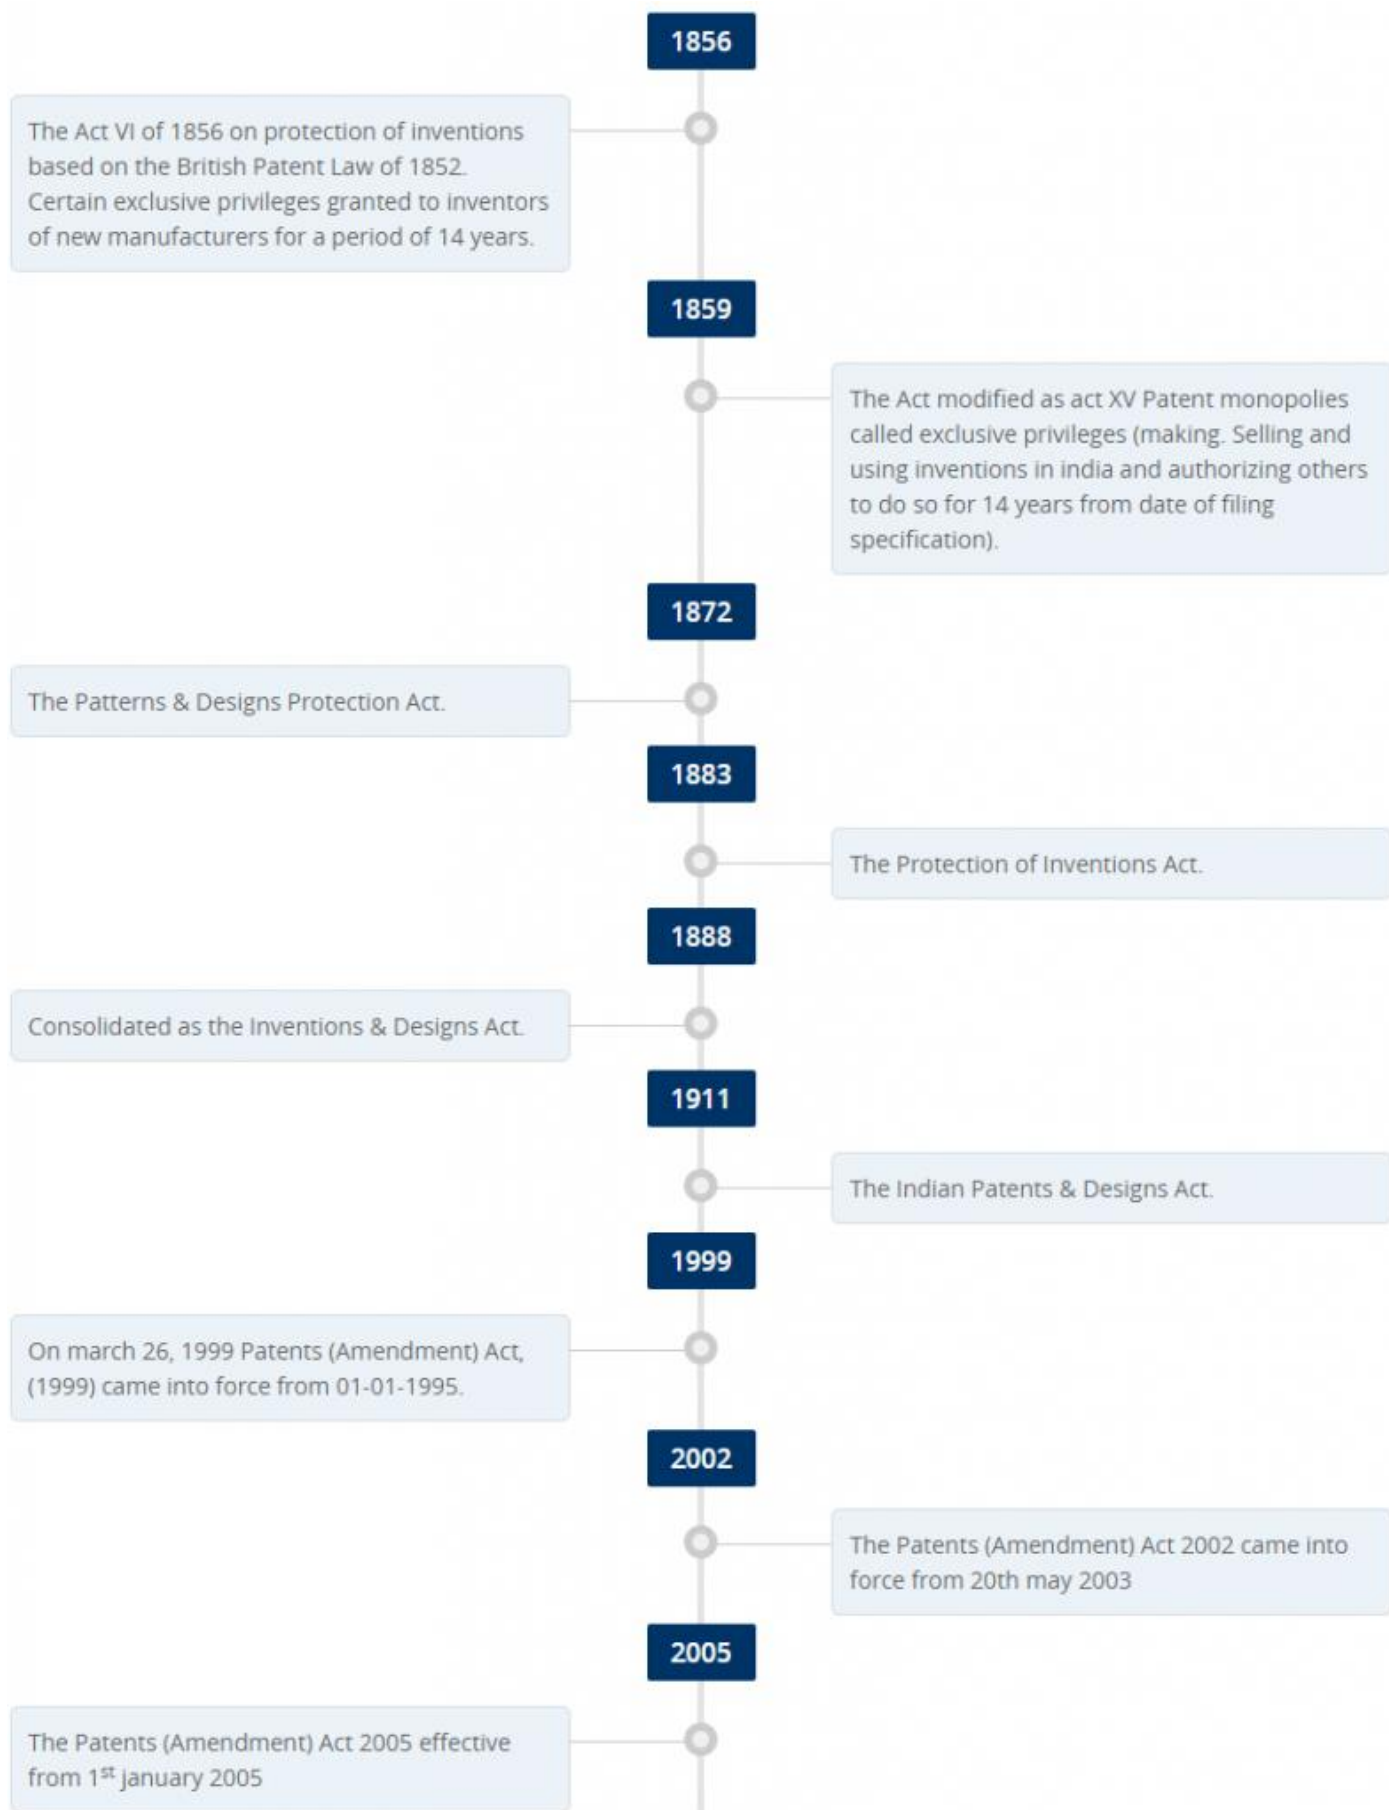 1856
The Act VI of 1856 on protection of inventions
based on the British Patent Law of 1852.
Certain exclusive privileges granted to inventors
of new manufacturers for a period of 14 years.
1859
The Act modified as act XV Patent monopolies
called exclusive privileges (making. Selling and
using inventions in india and authorizing others
to do so for 14 years from date of filing
specification).
1872
The Patterns & Designs Protection Act.
1883
The Protection of Inventions Act.
1888
Consolidated as the Inventions & Designs Act.
1911
The Indian Patents & Designs Act.
1999
On march 26, 1999 Patents (Amendment) Act,
(1999) came into force from 01-01-1995.
2002
The Patents (Amendment) Act 2002 came into
force from 20th may 2003
2005
The Patents (Amendment) Act 2005 effective
from 1st january 2005